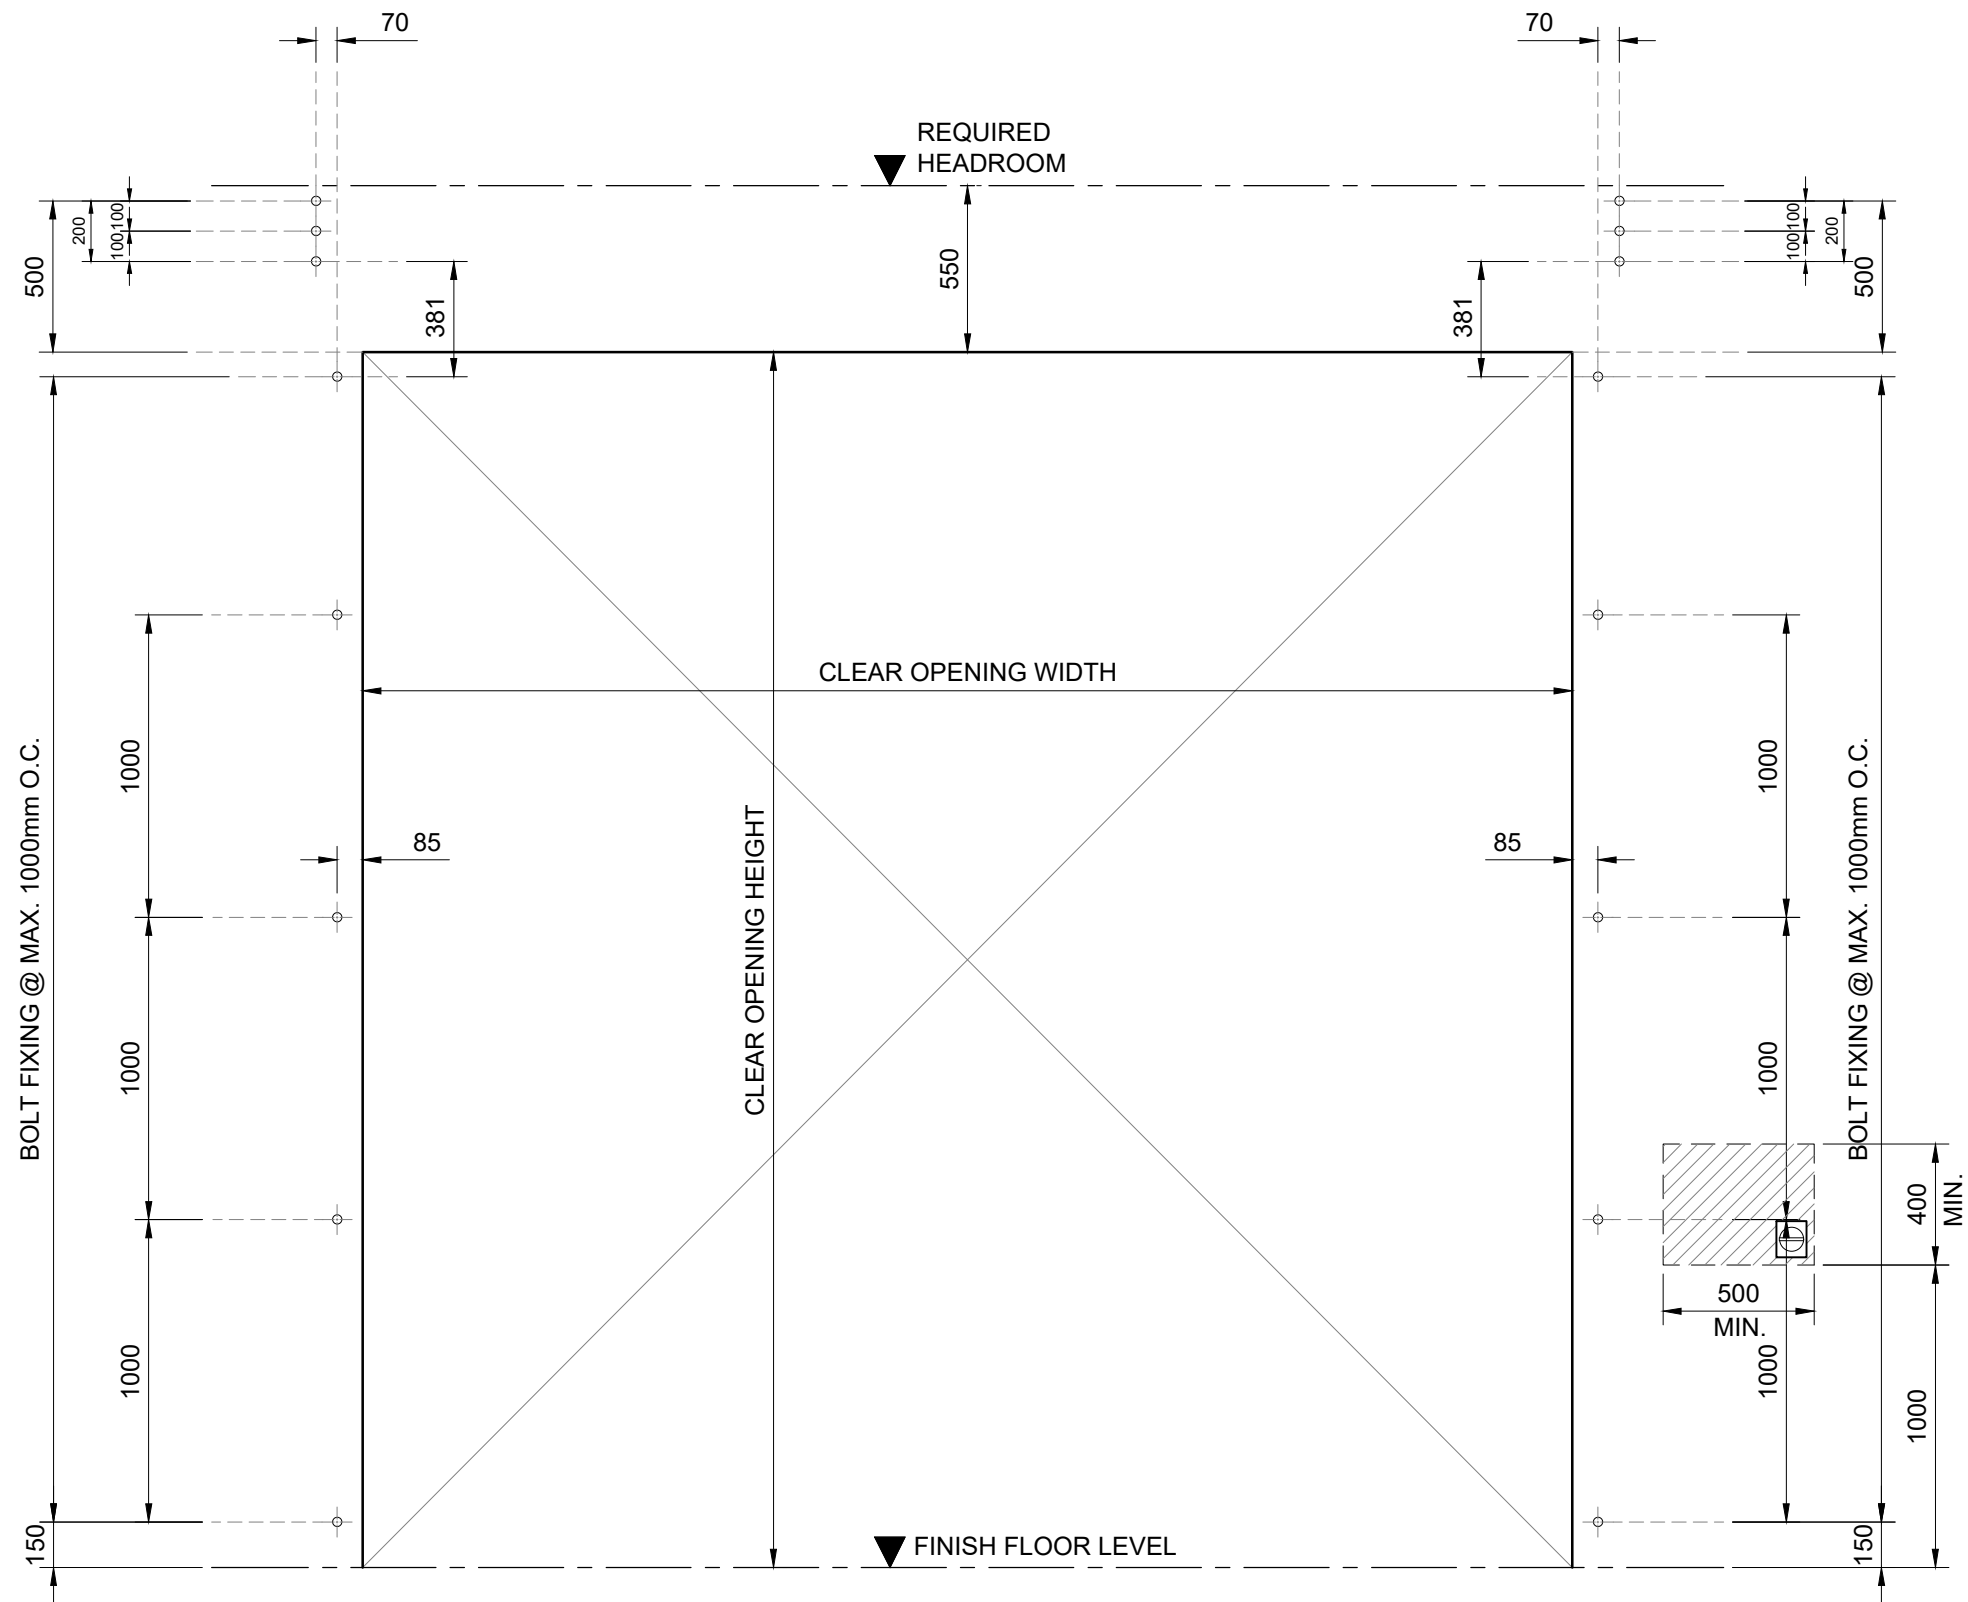 70
70
REQUIRED
HEADROOM
200
100
100
500
381
550
381
100
100
200
500
CLEAR OPENING WIDTH
1000
1000
BOLT FIXING @ MAX. 1000mm O.C.
85
CLEAR OPENING HEIGHT
85
BOLT FIXING @ MAX. 1000mm O.C.
1000
1000
400
MIN.
500
MIN.
1000
1000
1000
150
FINISH FLOOR LEVEL
150